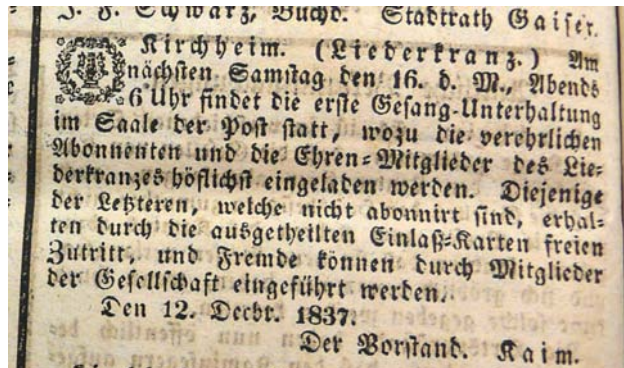 J. F. Schwarz, Buchd. Stadtrath Gaiser.
Kirchheim. (Liederkranz.) Am
nächsten Samstag den 16. d. M., Abends
6 Uhr findet die erste Gesang-Unterhaltung
im Saale der Post statt, wozu die verehrlichen
Abonnenten und die Ehren-Mitglieder des Lie-
derkranzes höflichst eingeladen werden. Diejenige
der Letzteren, welche nicht abonnirt sind, erhal-
ten durch die ausgetheilten Einlaß-Karten freien
Zutritt, und Fremde können durch Mitglieder
der Gesellschaft eingeführt werden.
Den 12. Decbr. 1837.
Der Vorstand. Kaim.